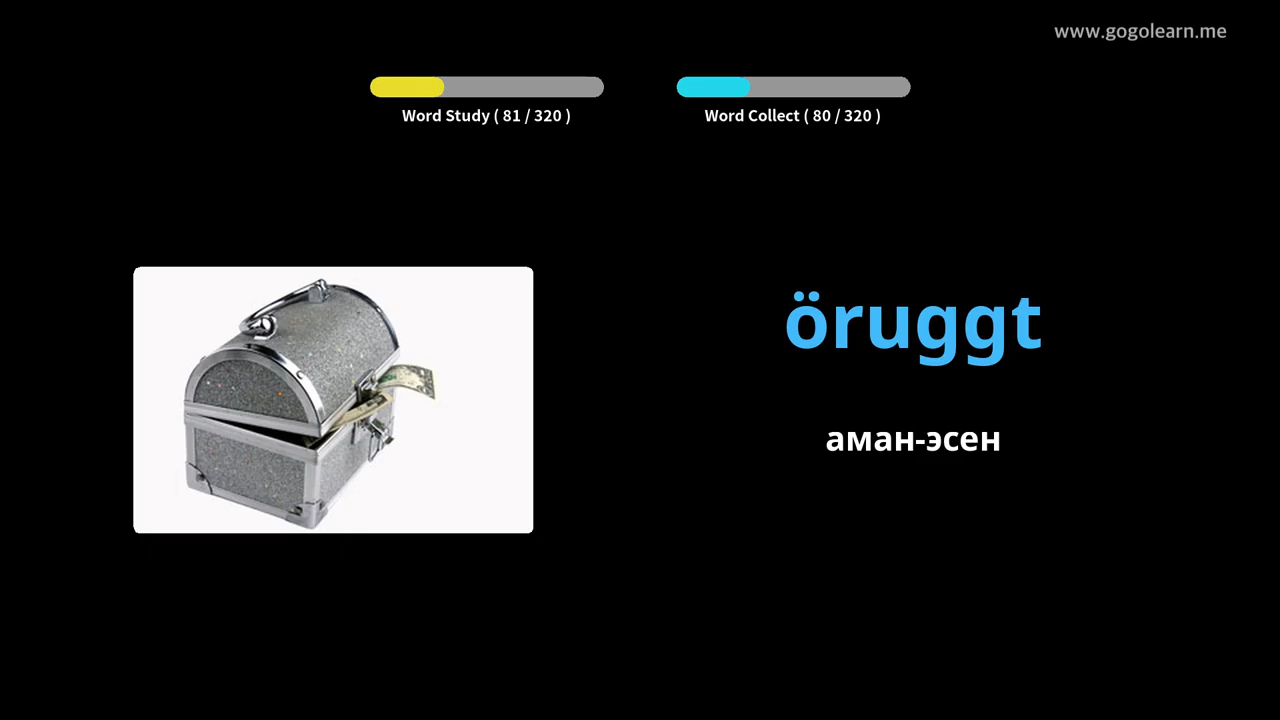 www.gogolearn.me
Word Study ( 81 / 320 )
Word Collect ( 80 / 320 )
öruggt
аман-эсен